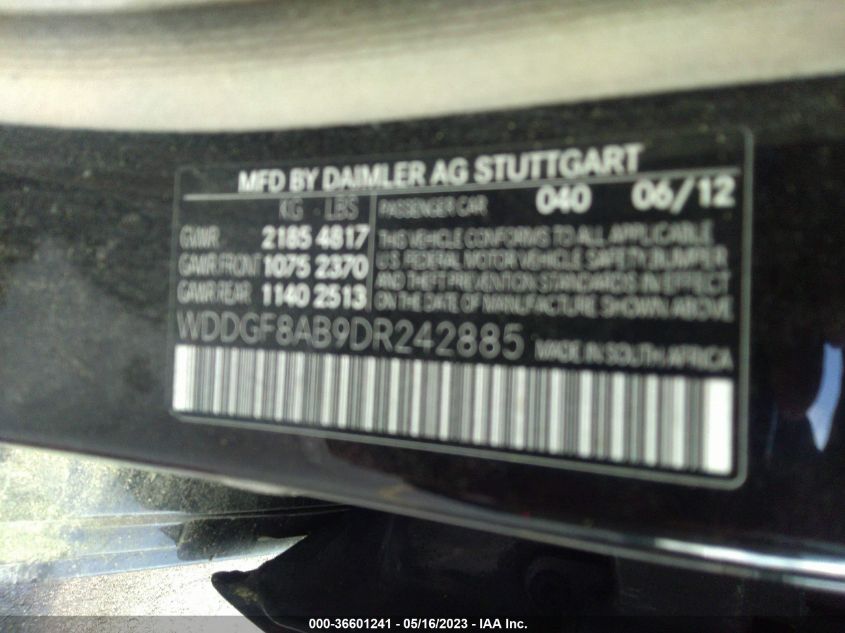 MFD BY DAIMLER AG STUTTGART
KG LBS PASSENGER CAR 040 06/12
GVWR 2185 4817 THIS VEHICLE CONFORMS TO ALL APPLICABLE
GAWR FRONT 1075 2370 U.S. FEDERAL MOTOR VEHICLE SAFETY, BUMPER
GAWR REAR 1140 2513 AND THEFT PREVENTION STANDARDS IN EFFECT
ON THE DATE OF MANUFACTURE SHOWN ABOVE
WDDGF8AB9DR242885 MADE IN SOUTH AFRICA
000-36601241 - 05/16/2023 - IAA Inc.